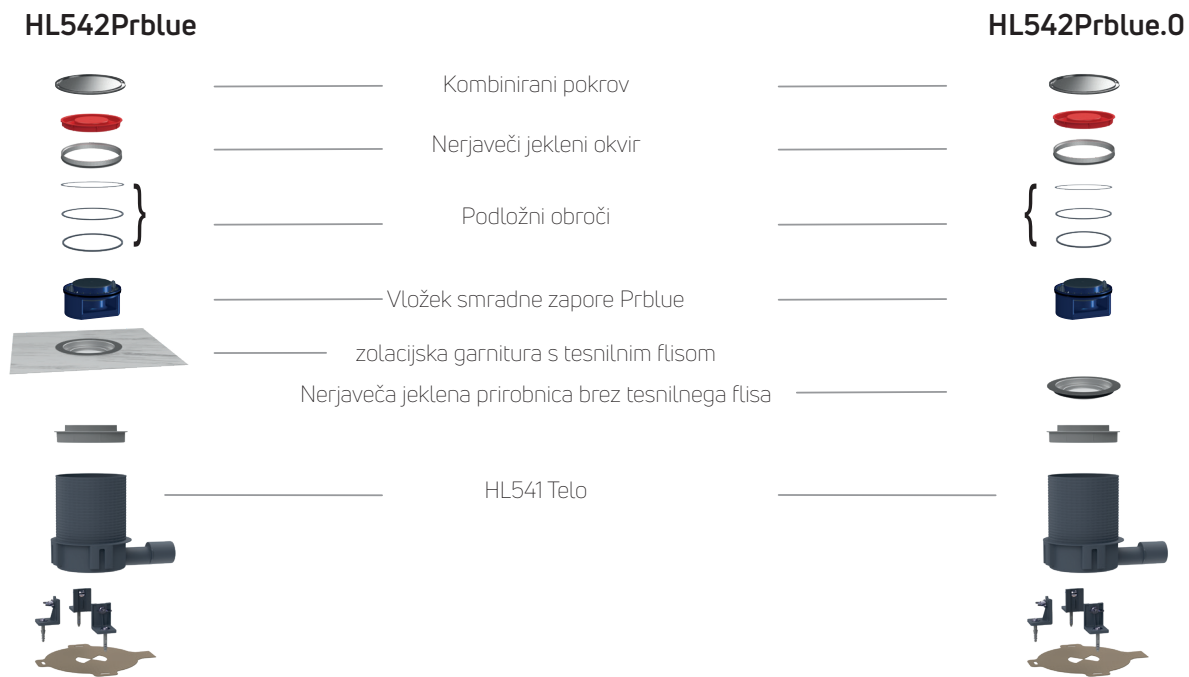 HL542Prblue
HL542Prblue.0
Kombinirani pokrov
Nerjaveči jekleni okvir
Podložni obroči
Vložek smradne zapore Prblue
zolacijska garnitura s tesnilnim flisom
Nerjaveča jeklena prirobnica brez tesnilnega flisa
HL541 Telo